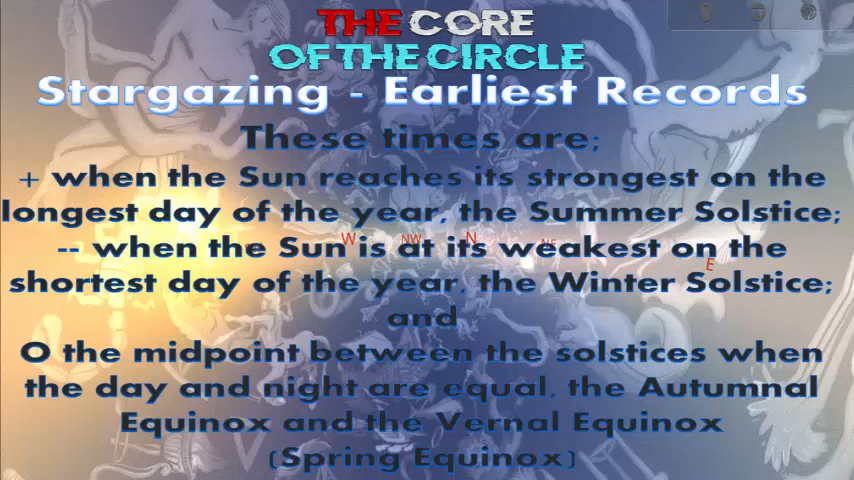 THE CORE
OF THE CIRCLE
Stargazing - Earliest Records
These times are;
+ when the Sun reaches its strongest on the
longest day of the year, the Summer Solstice;
-- when the Sun is at its weakest on the
W NW N NE
E
shortest day of the year, the Winter Solstice;
and
O the midpoint between the solstices when
the day and night are equal, the Autumnal
Equinox and the Vernal Equinox
(Spring Equinox)